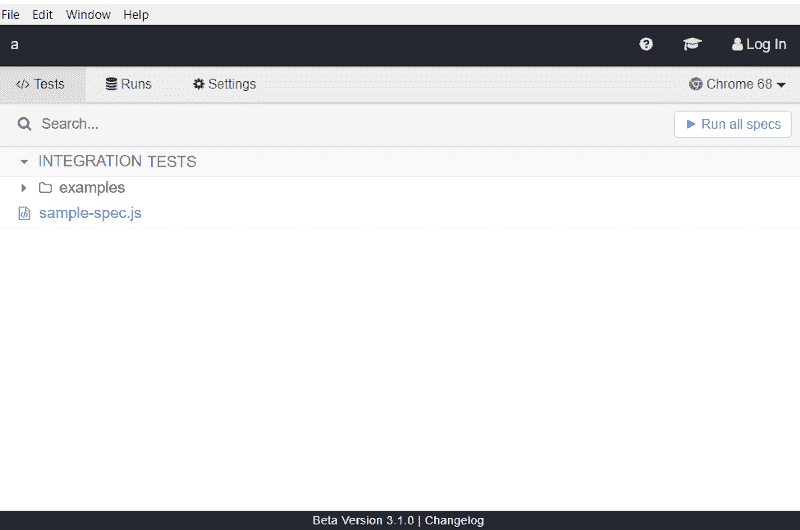 File Edit Window Help
a Log In
Tests Runs Settings Chrome 68
Search... Run all specs
INTEGRATION TESTS
examples
sample-spec.js
Beta Version 3.1.0 | Changelog